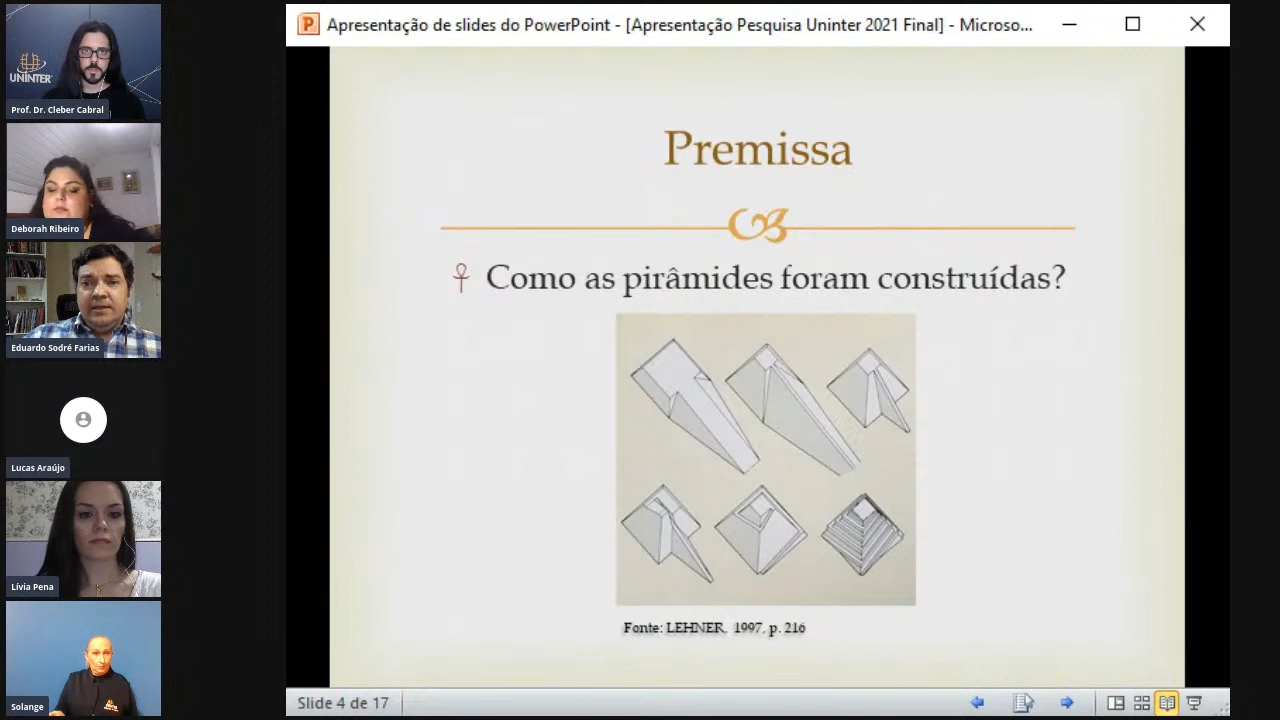 Apresentação de slides do PowerPoint - [Apresentação Pesquisa Uninter 2021 Final] - Microso...
UNINTER
Prof. Dr. Cleber Cabral
Deborah Ribeiro
Eduardo Sodré Farias
Lucas Araújo
Lívia Pena
Solange
Premissa
Como as pirâmides foram construídas?
Fonte: LEHNER, 1997, p. 216
Slide 4 de 17